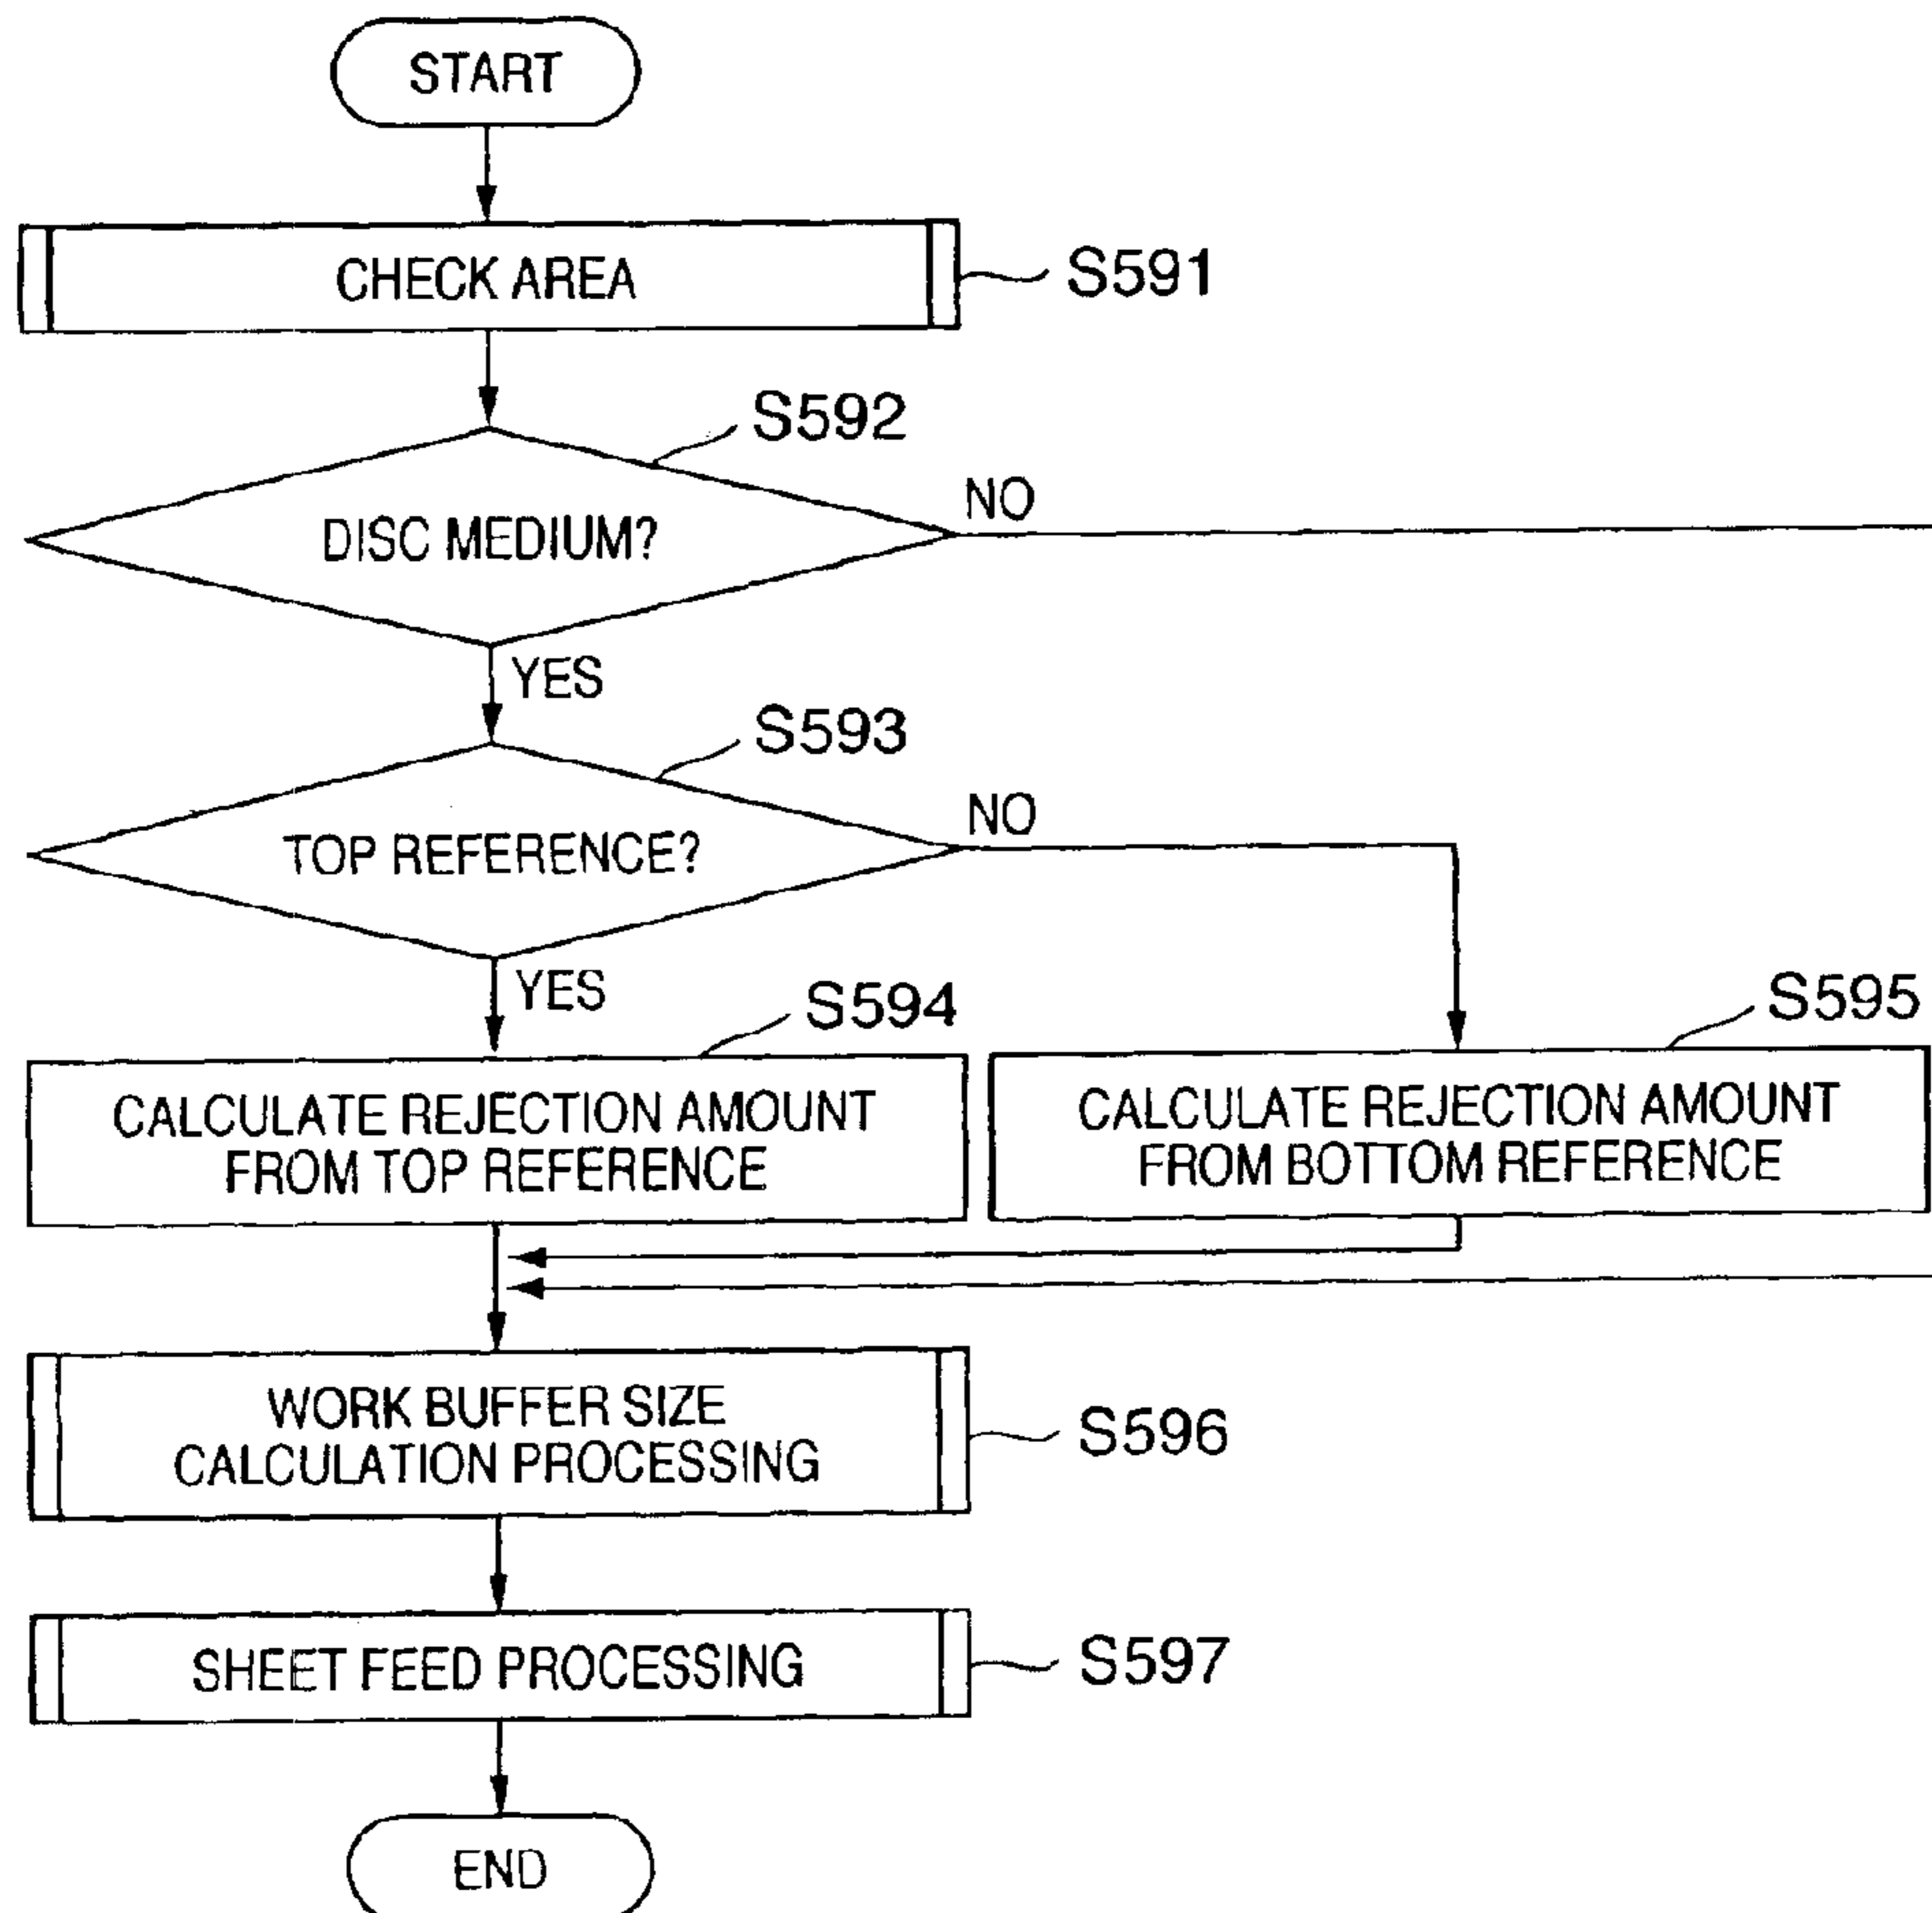 START
CHECK AREA
S591
S592
DISC MEDIUM?
NO
YES
S593
TOP REFERENCE?
NO
YES
S594
S595
CALCULATE REJECTION AMOUNT
FROM TOP REFERENCE
CALCULATE REJECTION AMOUNT
FROM BOTTOM REFERENCE
WORK BUFFER SIZE
CALCULATION PROCESSING
S596
SHEET FEED PROCESSING
S597
END